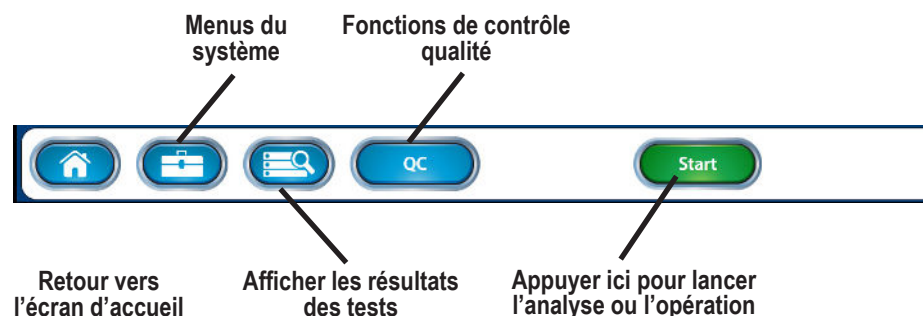 Menus du
système
Fonctions de contrôle
qualité
QC
Start
Retour vers
l'écran d'accueil
Afficher les résultats
des tests
Appuyer ici pour lancer
l'analyse ou l'opération